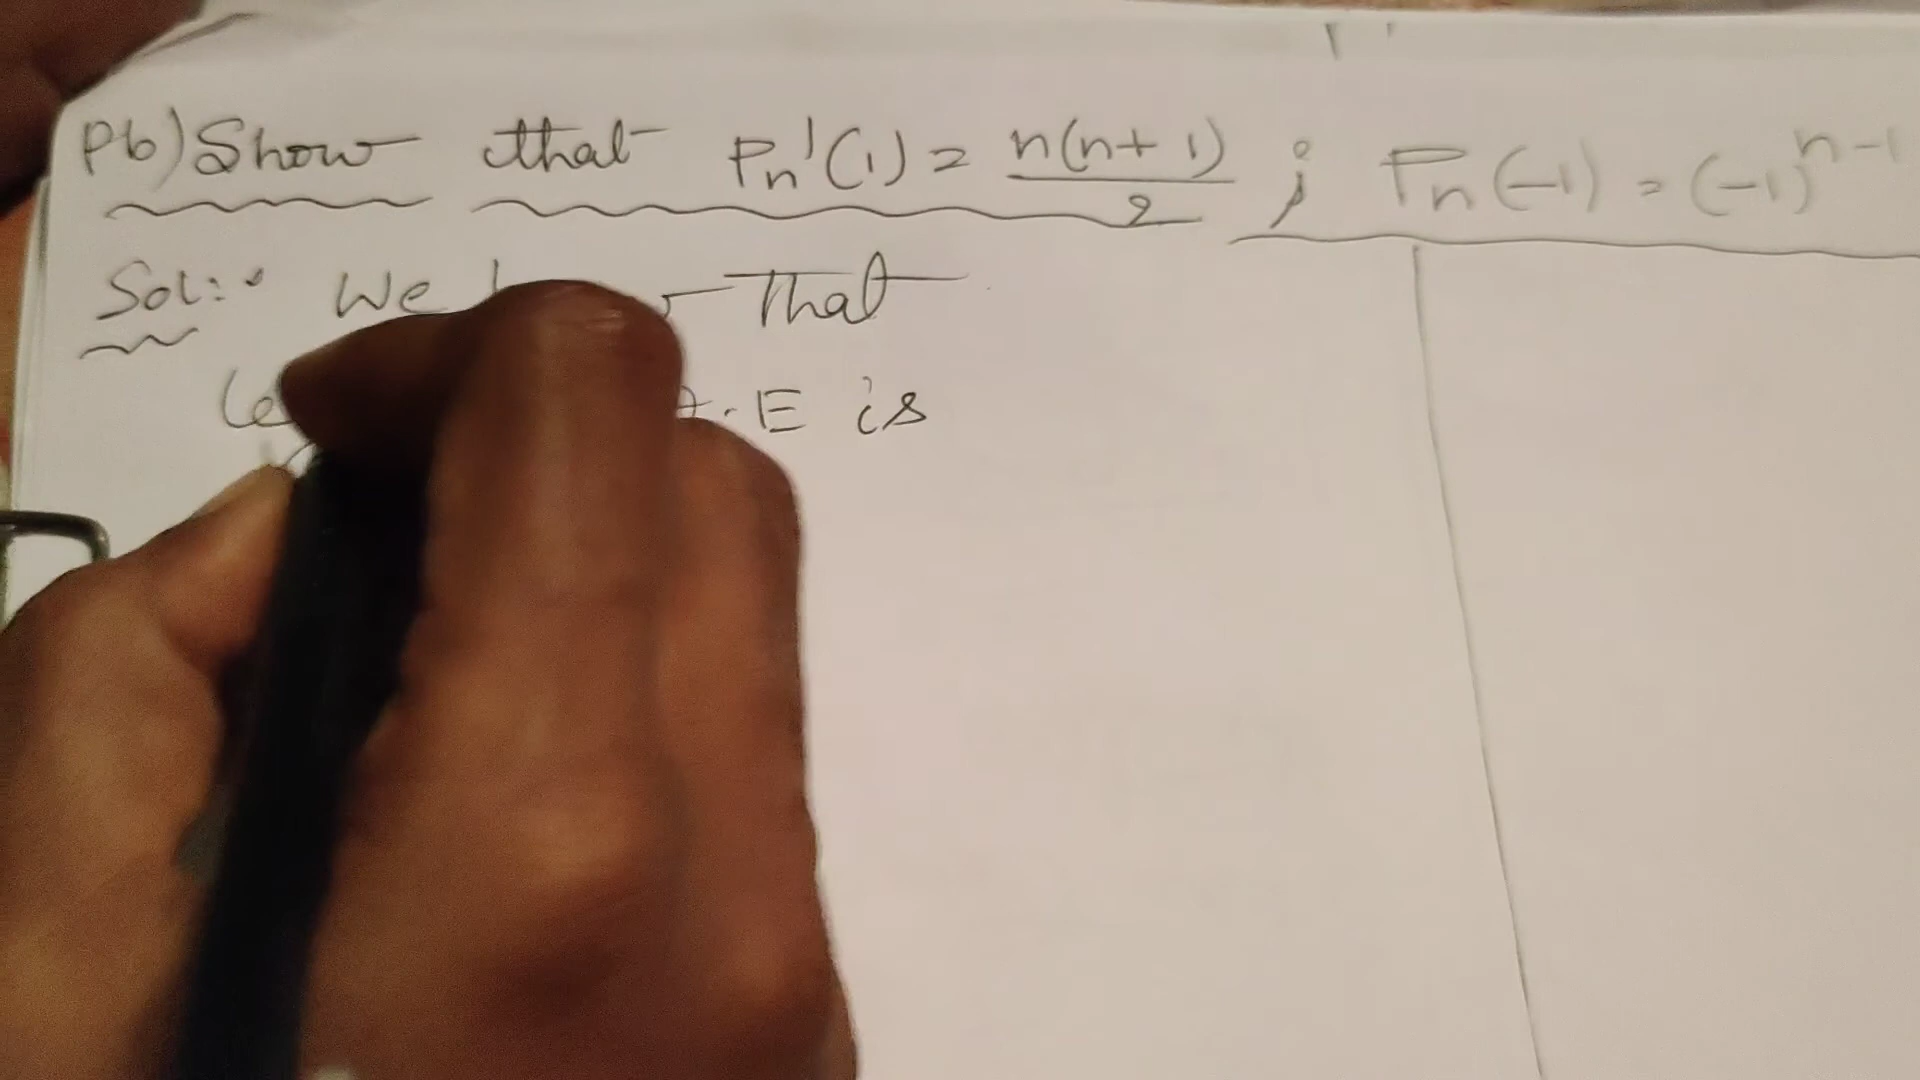 Pb) Show that Pn'(1) = n(n+1)/2 ; Pn(-1) = (-1)^n-1
Sol:- We that
E is